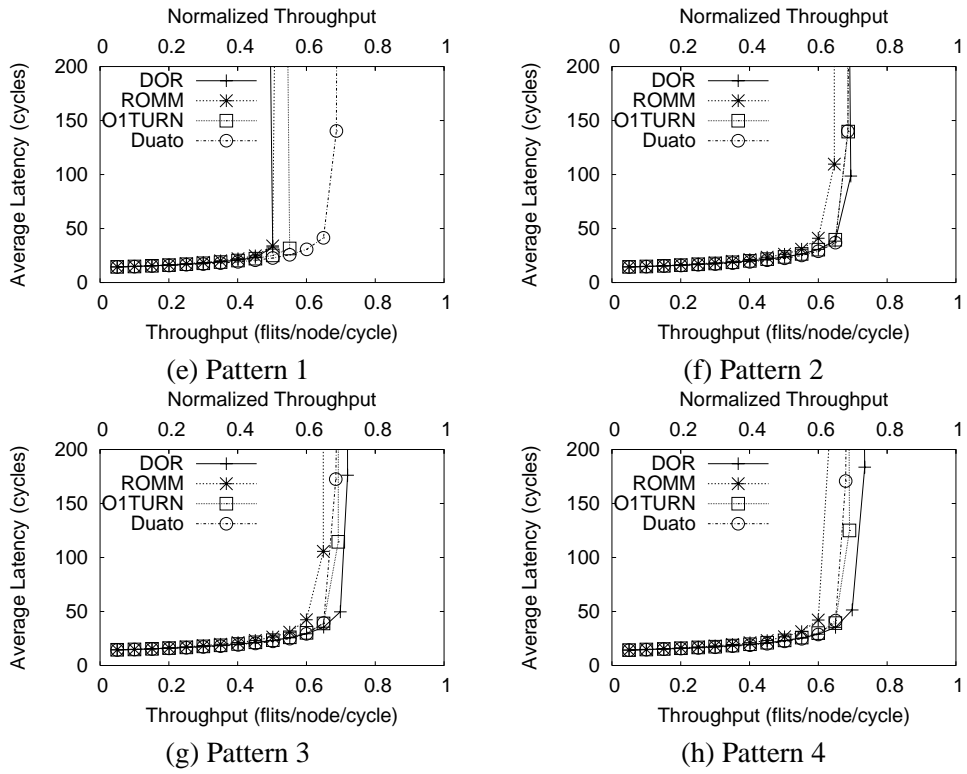 Normalized Throughput
0 0.2 0.4 0.6 0.8 1
Average Latency (cycles)
200
150
100
50
0
DOR
ROMM
O1TURN
Duato
0 0.2 0.4 0.6 0.8 1
Throughput (flits/node/cycle)
(e) Pattern 1
Normalized Throughput
0 0.2 0.4 0.6 0.8 1
Average Latency (cycles)
200
150
100
50
0
DOR
ROMM
O1TURN
Duato
0 0.2 0.4 0.6 0.8 1
Throughput (flits/node/cycle)
(f) Pattern 2
Normalized Throughput
0 0.2 0.4 0.6 0.8 1
Average Latency (cycles)
200
150
100
50
0
DOR
ROMM
O1TURN
Duato
0 0.2 0.4 0.6 0.8 1
Throughput (flits/node/cycle)
(g) Pattern 3
Normalized Throughput
0 0.2 0.4 0.6 0.8 1
Average Latency (cycles)
200
150
100
50
0
DOR
ROMM
O1TURN
Duato
0 0.2 0.4 0.6 0.8 1
Throughput (flits/node/cycle)
(h) Pattern 4